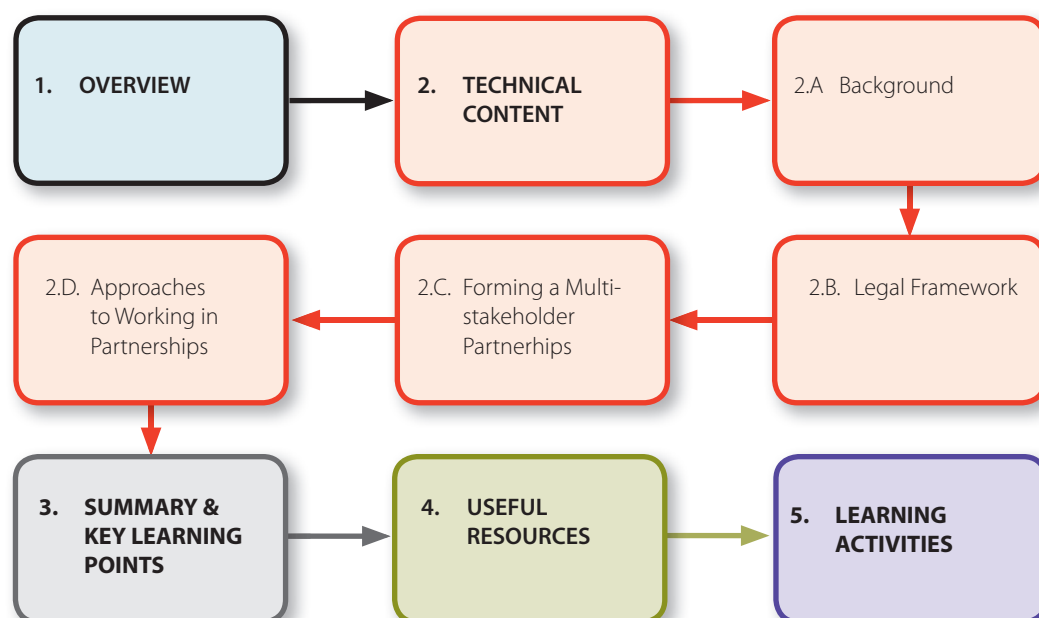 1. OVERVIEW
2. TECHNICAL
CONTENT
2.A Background
2.B. Legal Framework
2.C. Forming a Multi-
stakeholder
Partnerhips
2.D. Approaches
to Working in
Partnerships
3. SUMMARY &
KEY LEARNING
POINTS
4. USEFUL
RESOURCES
5. LEARNING
ACTIVITIES